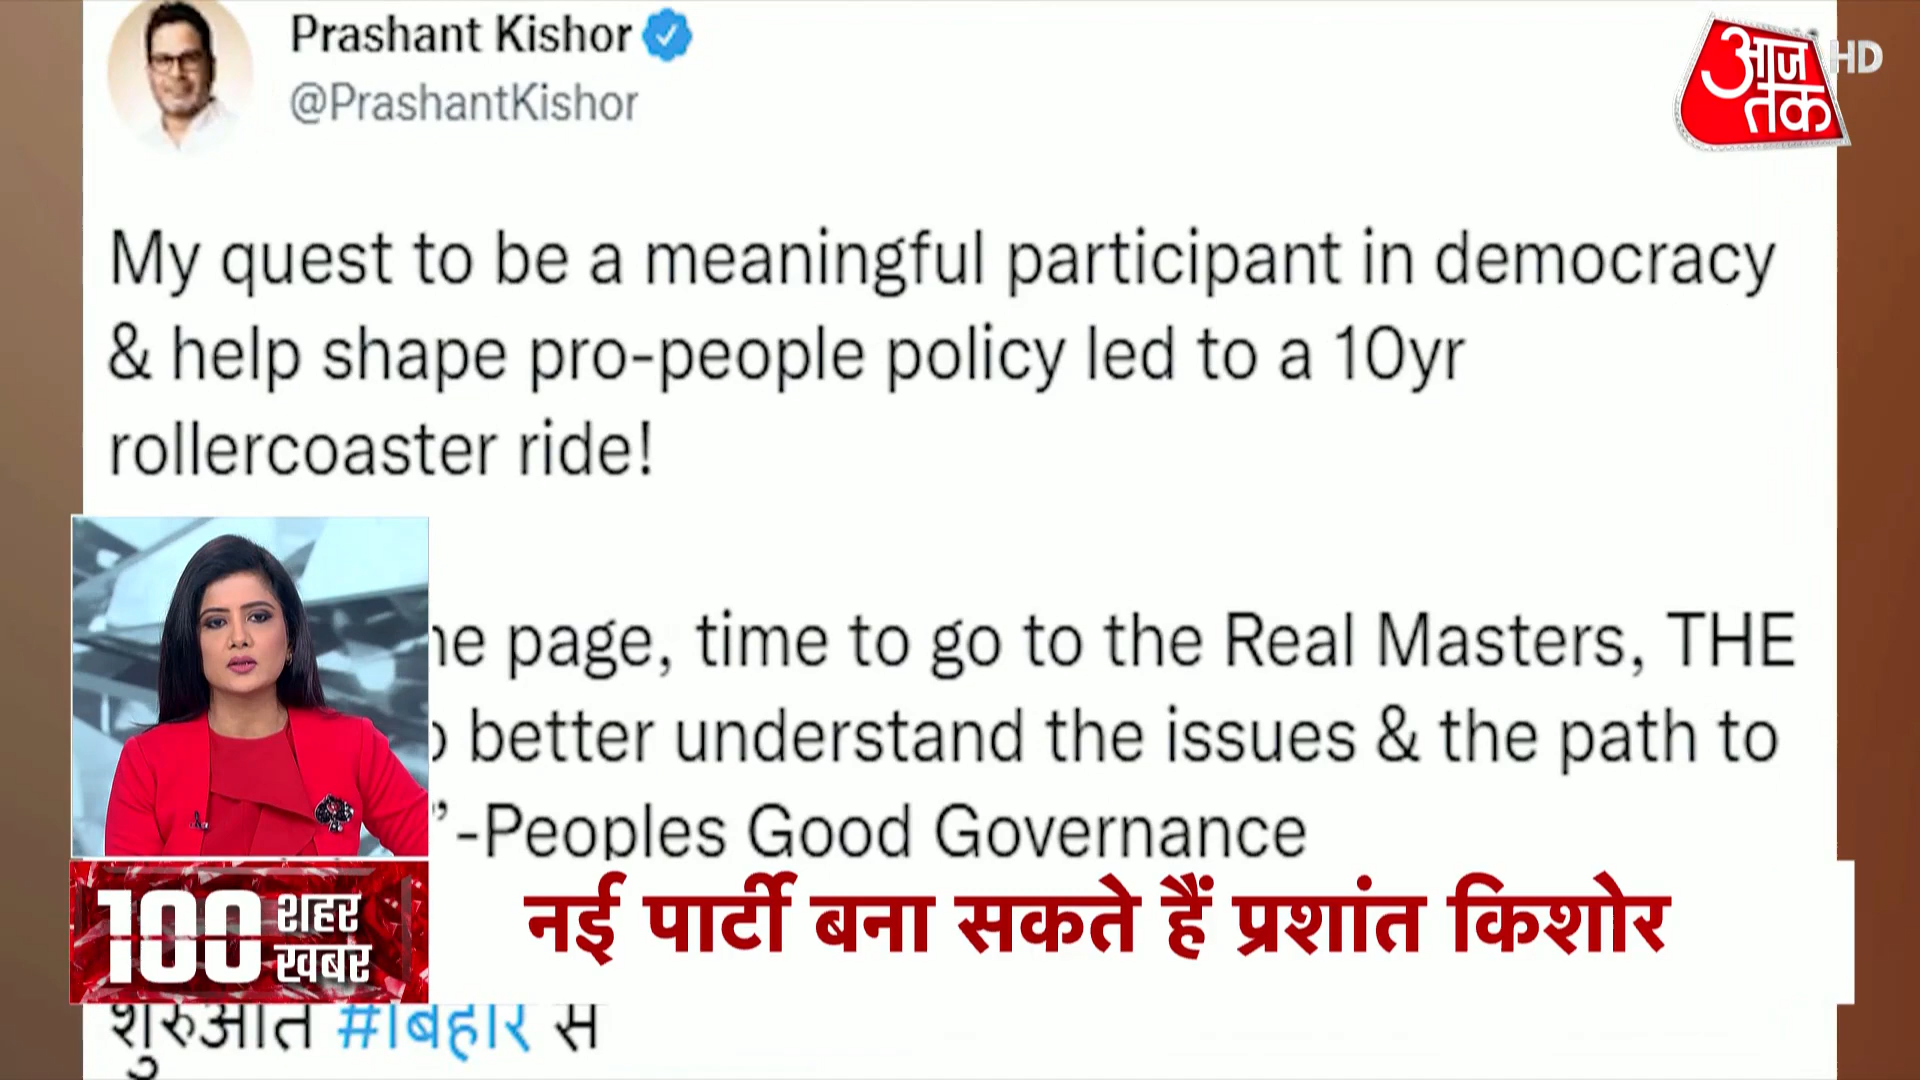 Prashant Kishor
@PrashantKishor
आज
तक
HD
My quest to be a meaningful participant in democracy
& help shape pro-people policy led to a 10yr
rollercoaster ride!
page, time to go to the Real Masters, THE
better understand the issues & the path to
”-Peoples Good Governance
100 शहर
खबर
नई पार्टी बना सकते हैं प्रशांत किशोर
शुरुआत #बिहार से